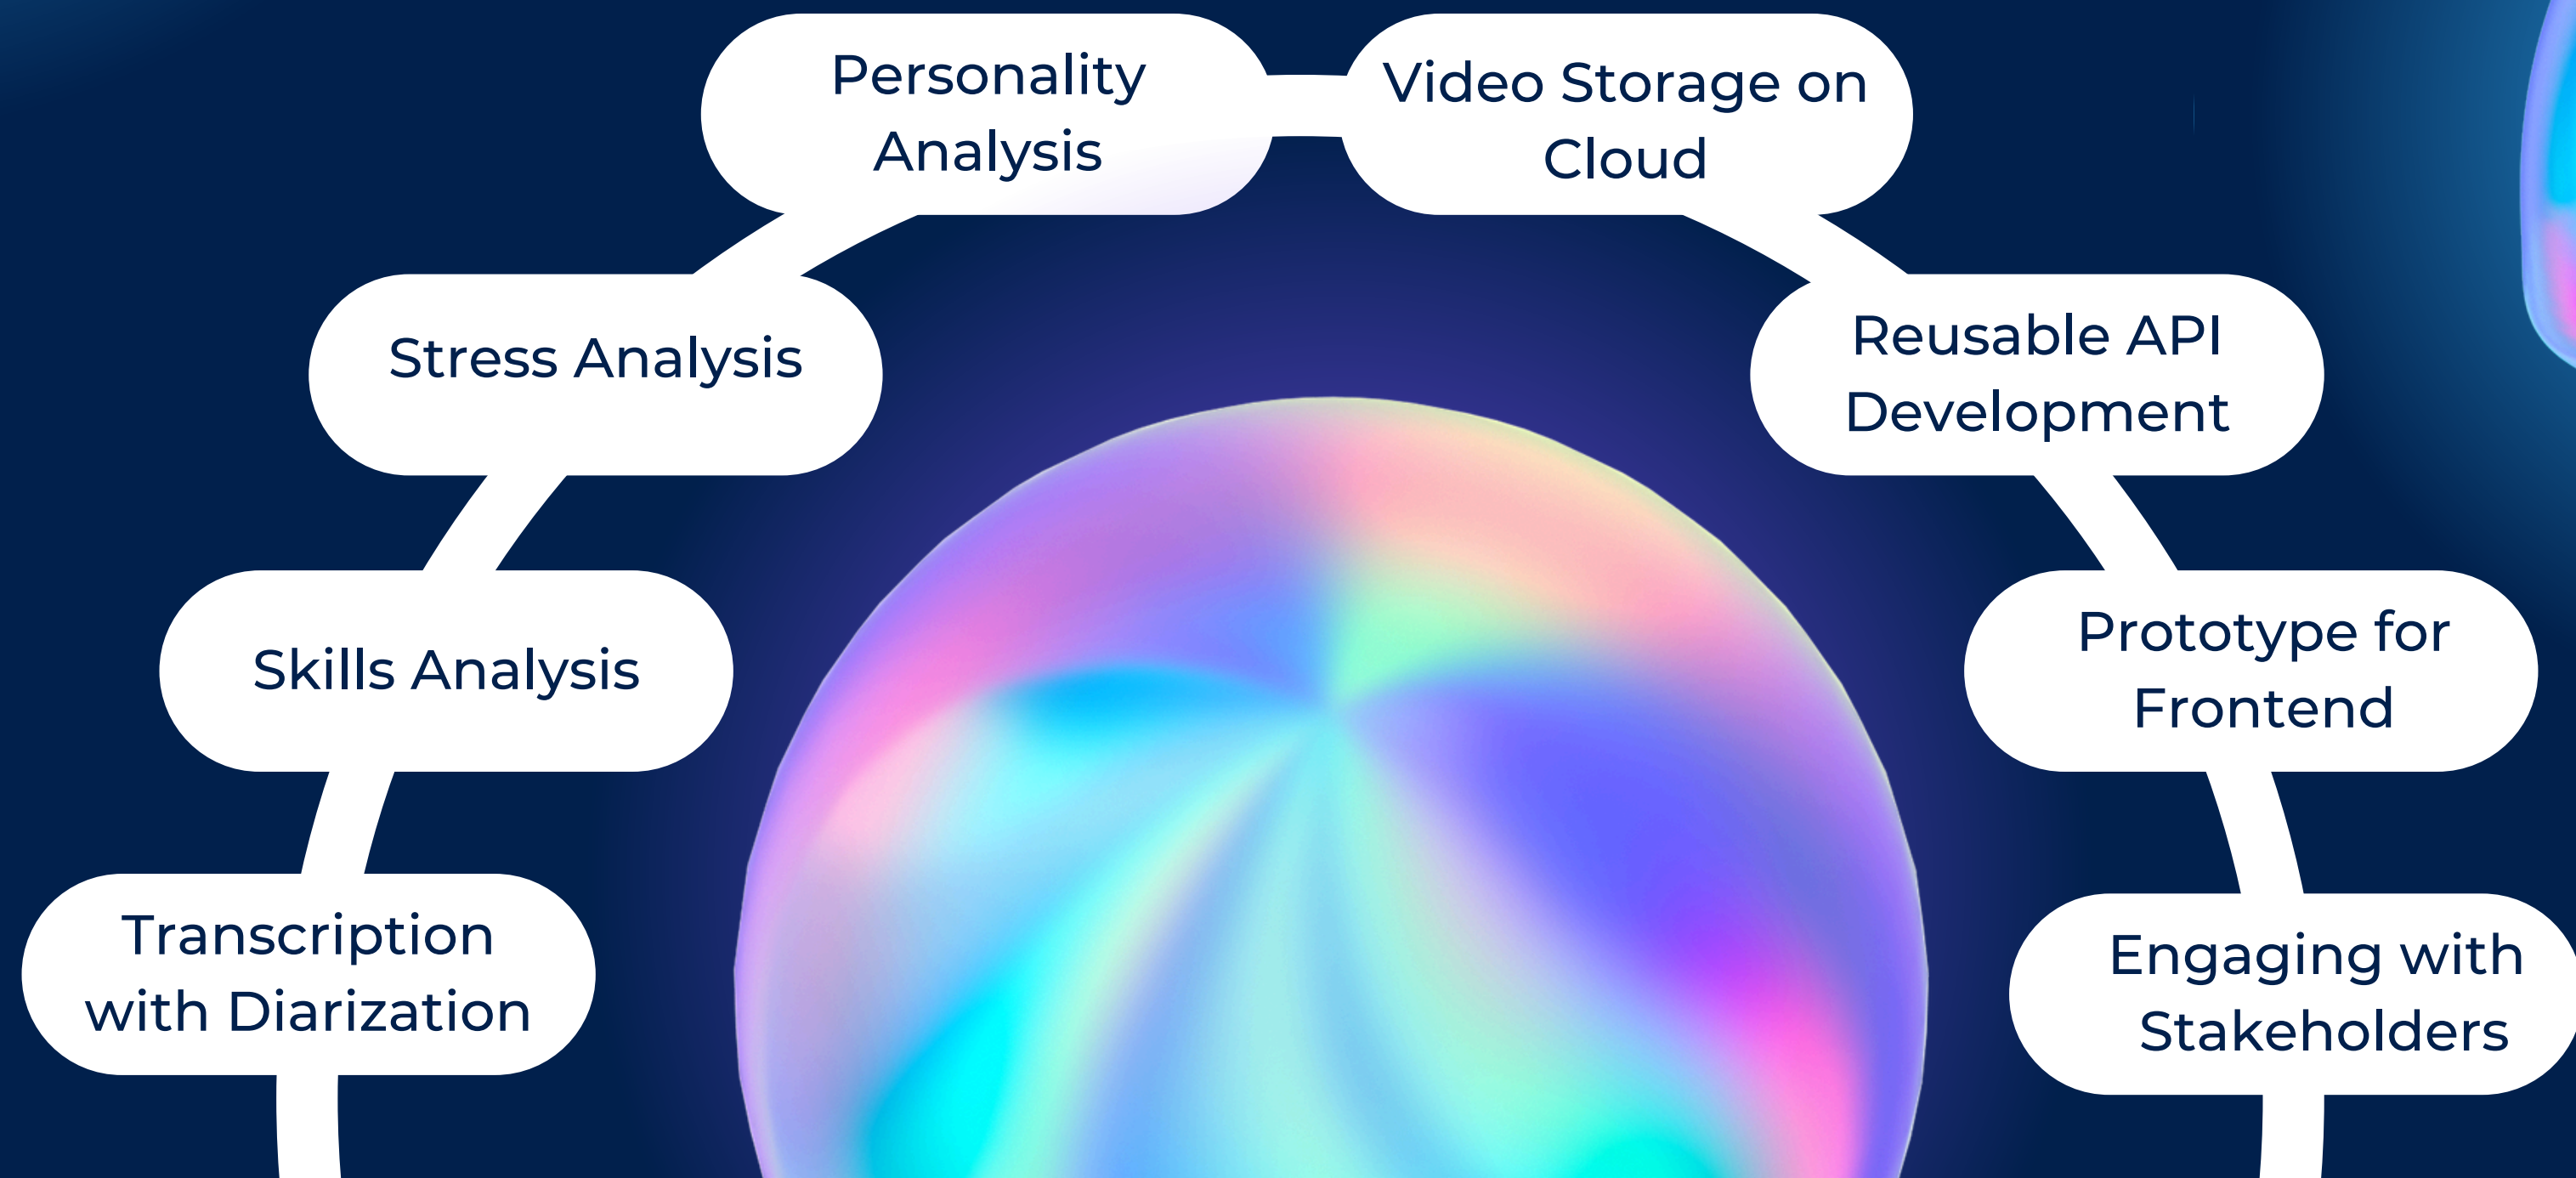 Personality
Analysis
Video Storage on
Cloud
Stress Analysis
Reusable API
Development
Skills Analysis
Prototype for
Frontend
Transcription
with Diarization
Engaging with
Stakeholders